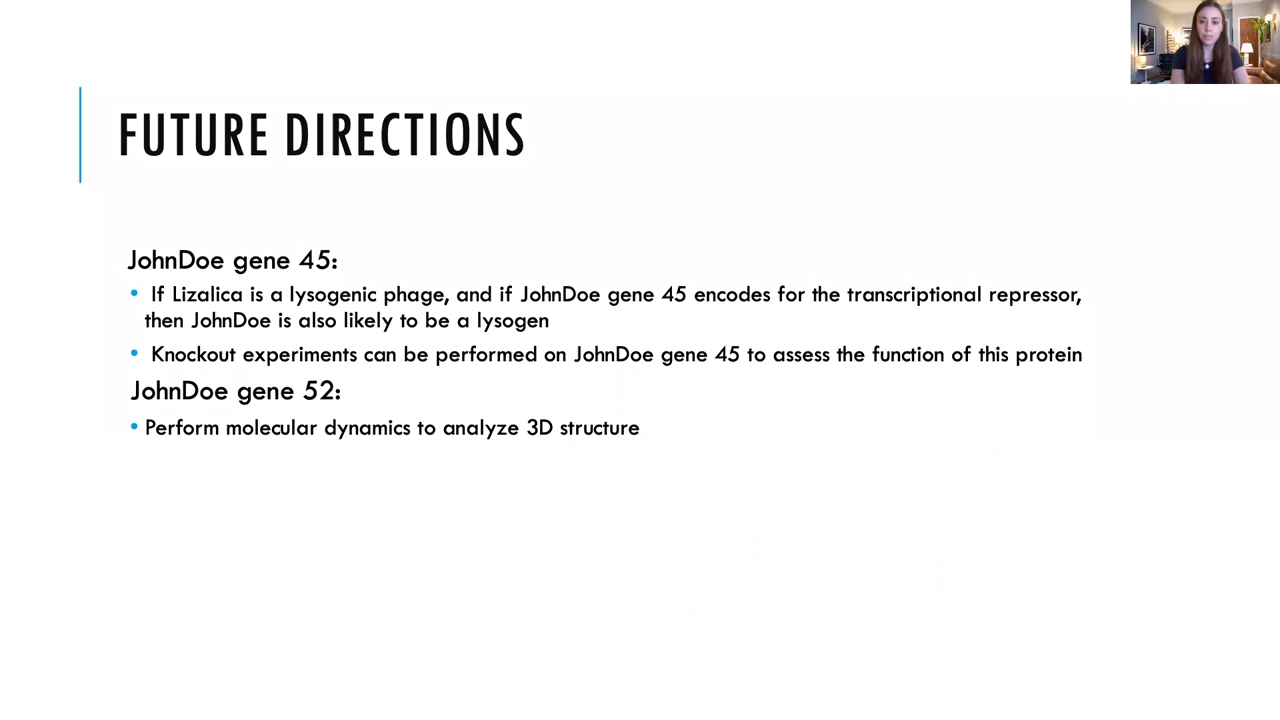 FUTURE DIRECTIONS
JohnDoe gene 45:
• If Lizalica is a lysogenic phage, and if JohnDoe gene 45 encodes for the transcriptional repressor,
then JohnDoe is also likely to be a lysogen
• Knockout experiments can be performed on JohnDoe gene 45 to assess the function of this protein
JohnDoe gene 52:
• Perform molecular dynamics to analyze 3D structure